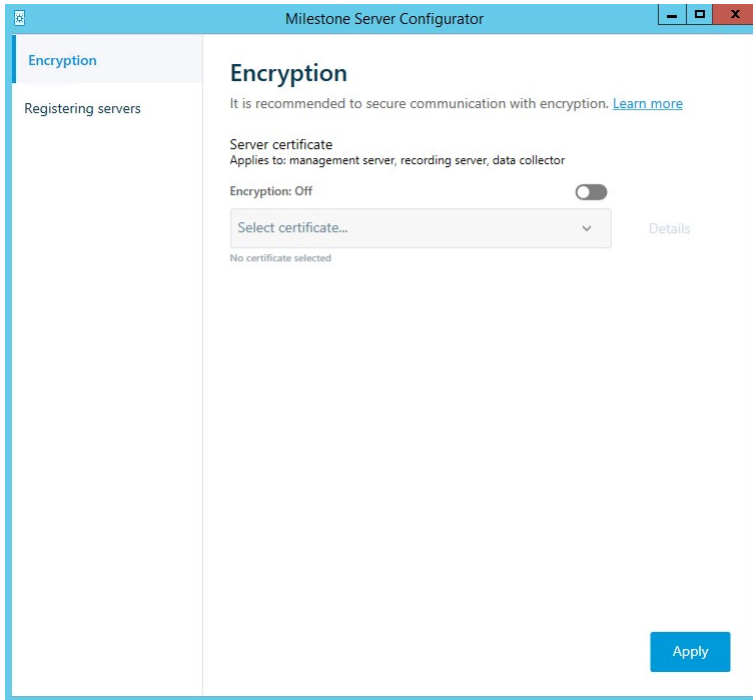 Milestone Server Configurator
Encryption
Registering servers
Encryption
It is recommended to secure communication with encryption. Learn more
Server certificate
Applies to: management server, recording server, data collector
Encryption: Off
Select certificate...
Details
No certificate selected
Apply